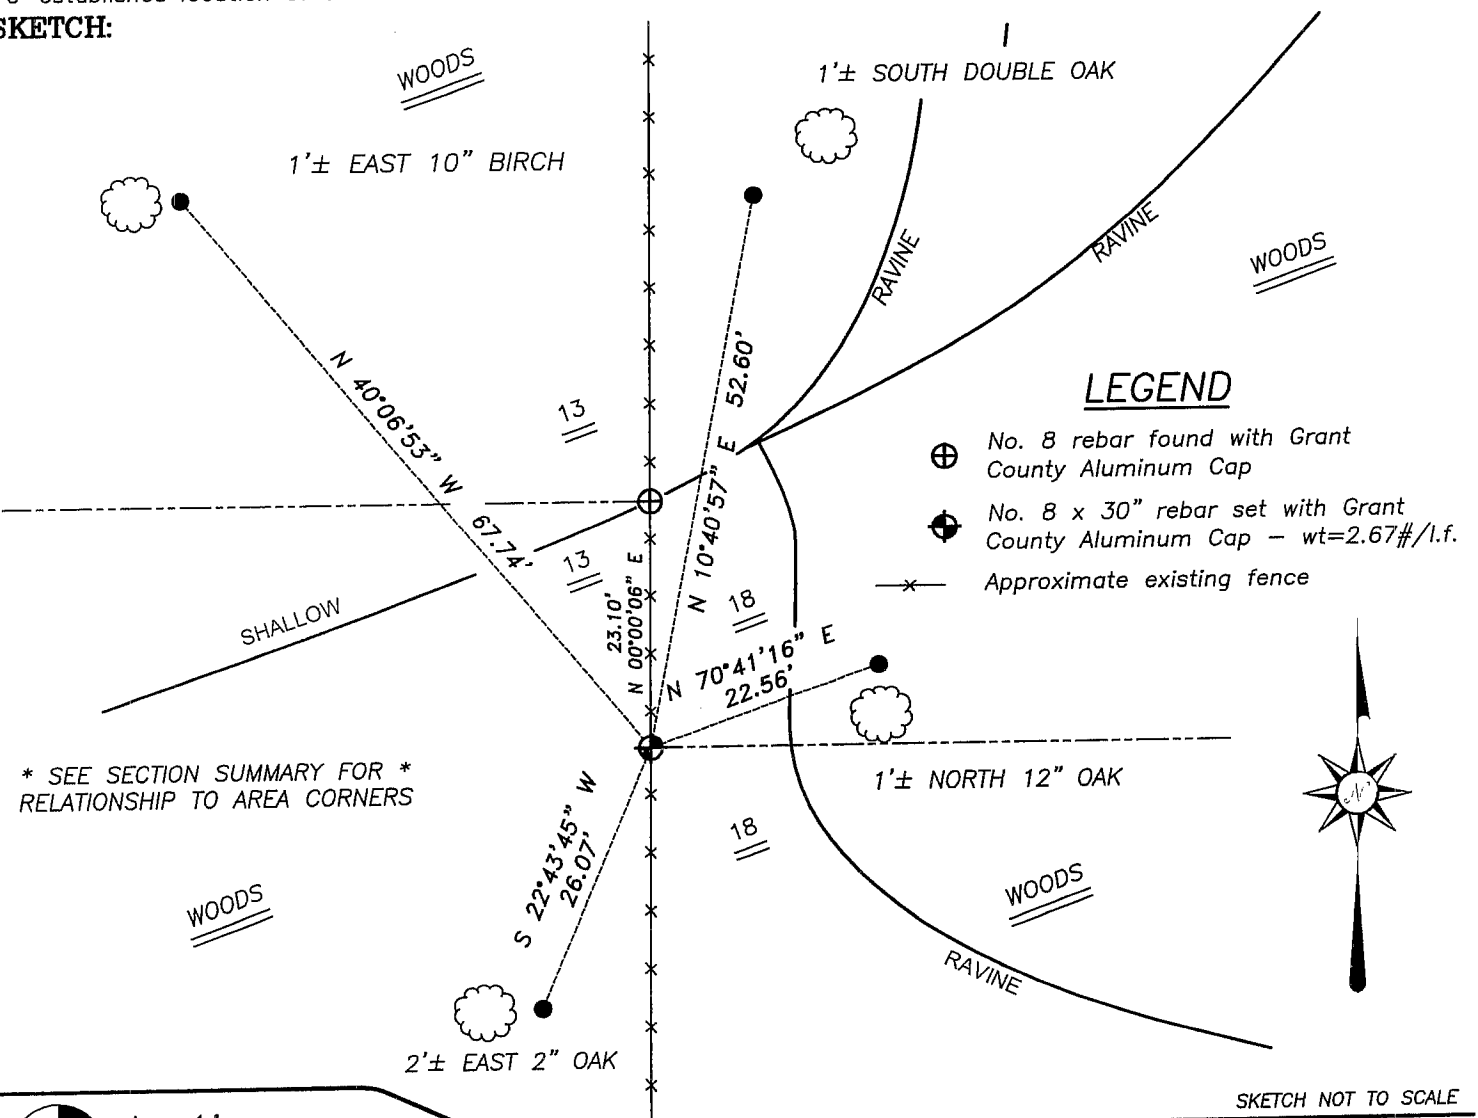 SKETCH:
WOODS
1'± SOUTH DOUBLE OAK
1'± EAST 10" BIRCH
RAVINE
RAVINE
WOODS
N 40°06'53" W 67.74'
13
N 10°40'57" E 52.60'
LEGEND
No. 8 rebar found with Grant
County Aluminum Cap
No. 8 x 30" rebar set with Grant
County Aluminum Cap – wt=2.67#/l.f.
Approximate existing fence
13
23.10'
N 00°00'06" E
18
SHALLOW
N 70°41'16" E
22.56'
* SEE SECTION SUMMARY FOR *
RELATIONSHIP TO AREA CORNERS
1'± NORTH 12" OAK
N
S 22°43'45" W
26.07'
18
WOODS
WOODS
RAVINE
2'± EAST 2" OAK
SKETCH NOT TO SCALE